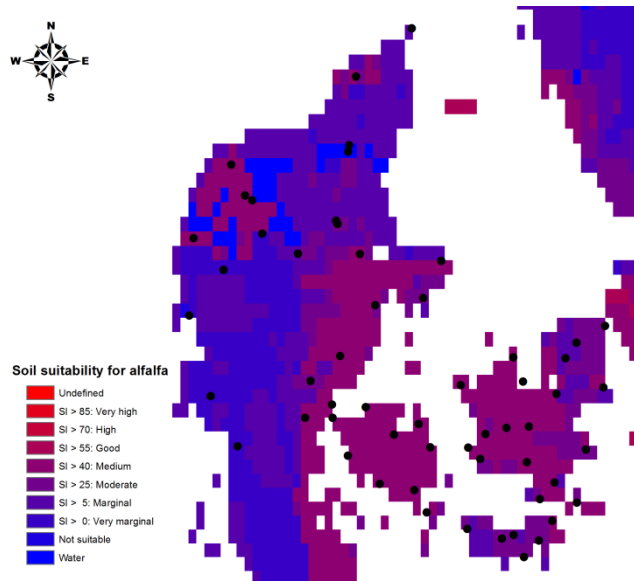 N
W E
S
Soil suitability for alfalfa
Undefined
SI > 85: Very high
SI > 70: High
SI > 55: Good
SI > 40: Medium
SI > 25: Moderate
SI >  5: Marginal
SI >  0: Very marginal
Not suitable
Water